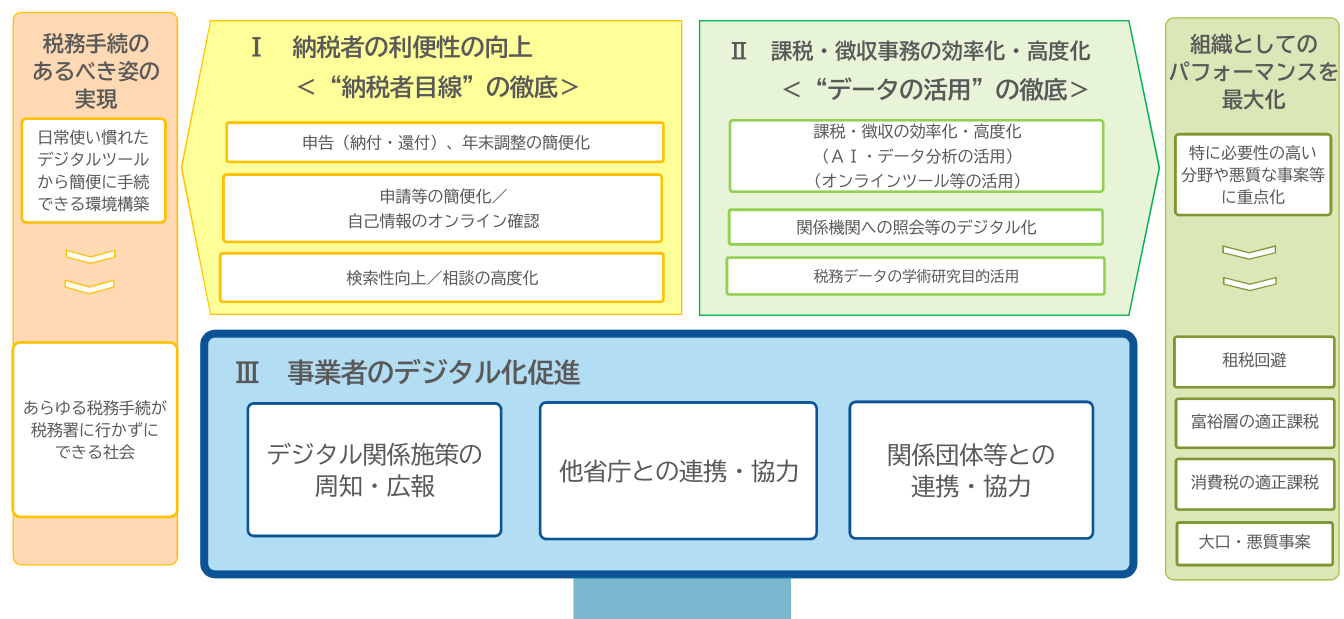 税務手続の
あるべき姿の
実現
日常使い慣れた
デジタルツール
から簡便に手続
できる環境構築
あらゆる税務手続が
税務署に行かずに
できる社会
Ⅰ 納税者の利便性の向上
＜“納税者目線”の徹底＞
申告（納付・還付）、年末調整の簡便化
申請等の簡便化／
自己情報のオンライン確認
検索性向上／相談の高度化
Ⅱ 課税・徴収事務の効率化・高度化
＜“データの活用”の徹底＞
課税・徴収の効率化・高度化
（ＡＩ・データ分析の活用）
（オンラインツール等の活用）
関係機関への照会等のデジタル化
税務データの学術研究目的活用
Ⅲ 事業者のデジタル化促進
デジタル関係施策の
周知・広報
他省庁との連携・協力
関係団体等との
連携・協力
組織としての
パフォーマンスを
最大化
特に必要性の高い
分野や悪質な事案等
に重点化
租税回避
富裕層の適正課税
消費税の適正課税
大口・悪質事案